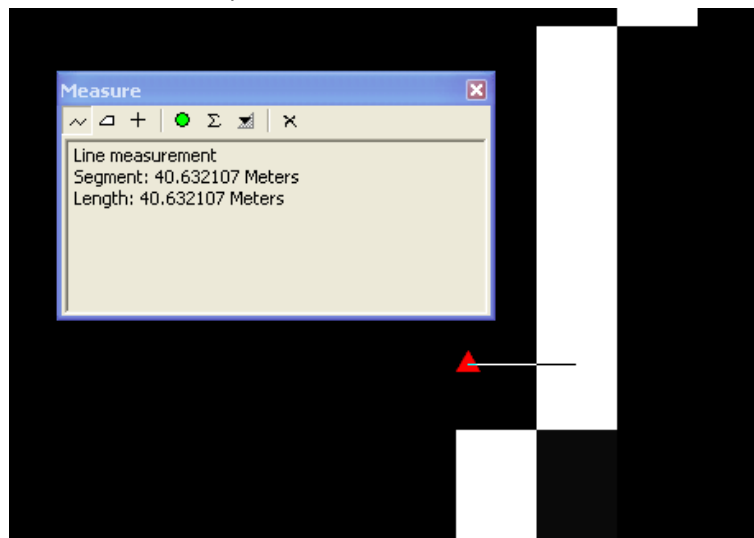 Measure
Line measurement
Segment: 40.632107 Meters
Length: 40.632107 Meters